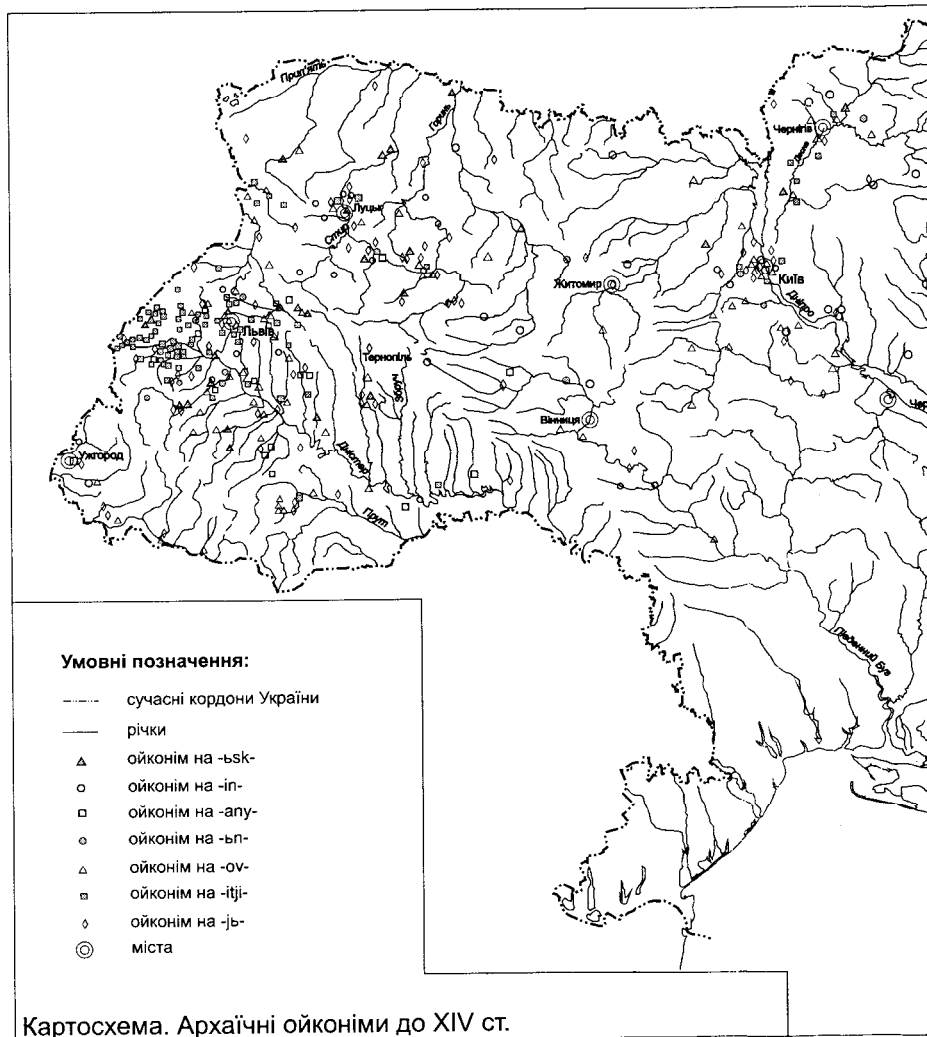 Прип'ять
Горинь
Чернігів
Десна
Луцьк
Стир
Київ
Житомир
Дніпро
Львів
Тернопіль
Збруч
Чер
Вінниця
Ужгород
Дністер
Прут
Південний Буг
Умовні позначення:
сучасні кордони України
річки
ойконім на -ьsk-
ойконім на -in-
ойконім на -any-
ойконім на -ьn-
ойконім на -ov-
ойконім на -itji-
ойконім на -jь-
міста
Картосхема. Архаїчні ойконіми до XIV ст.